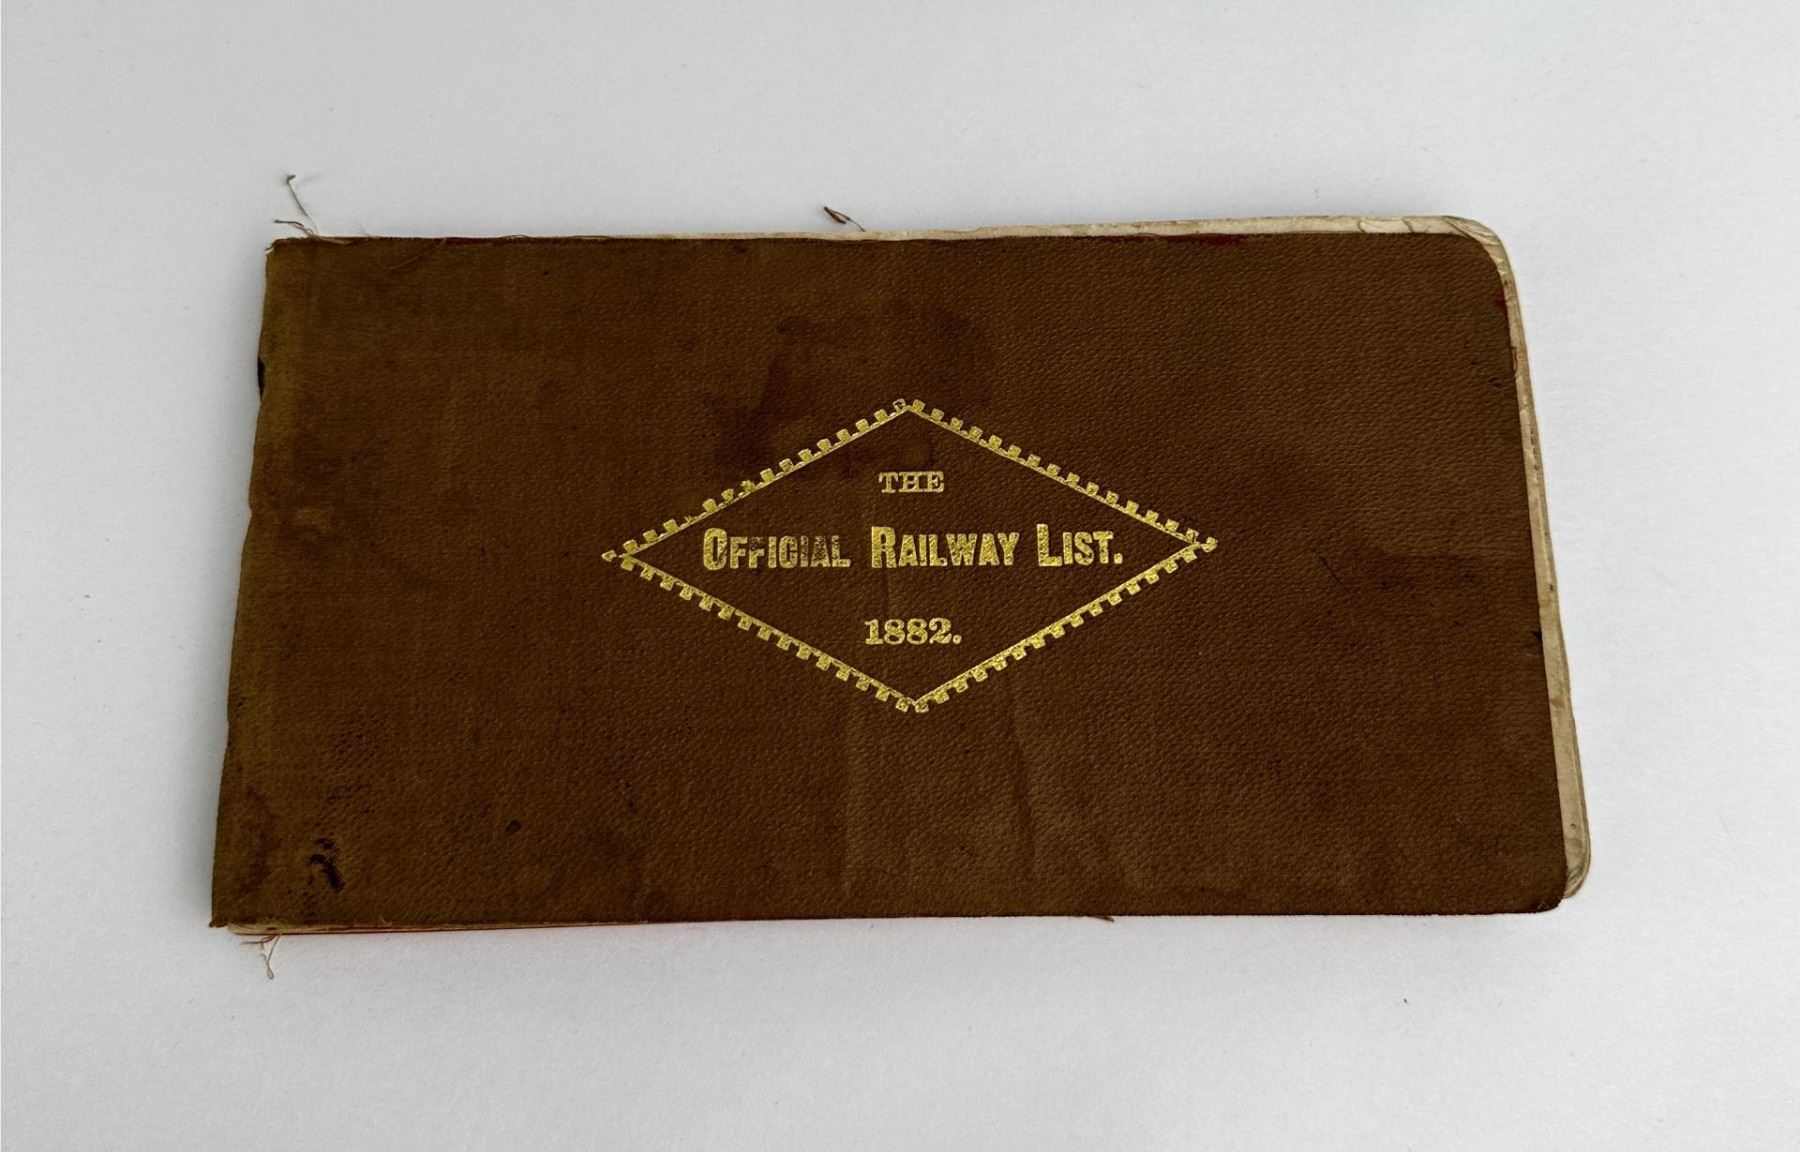 THE
OFFICIAL RAILWAY LIST.
1882.